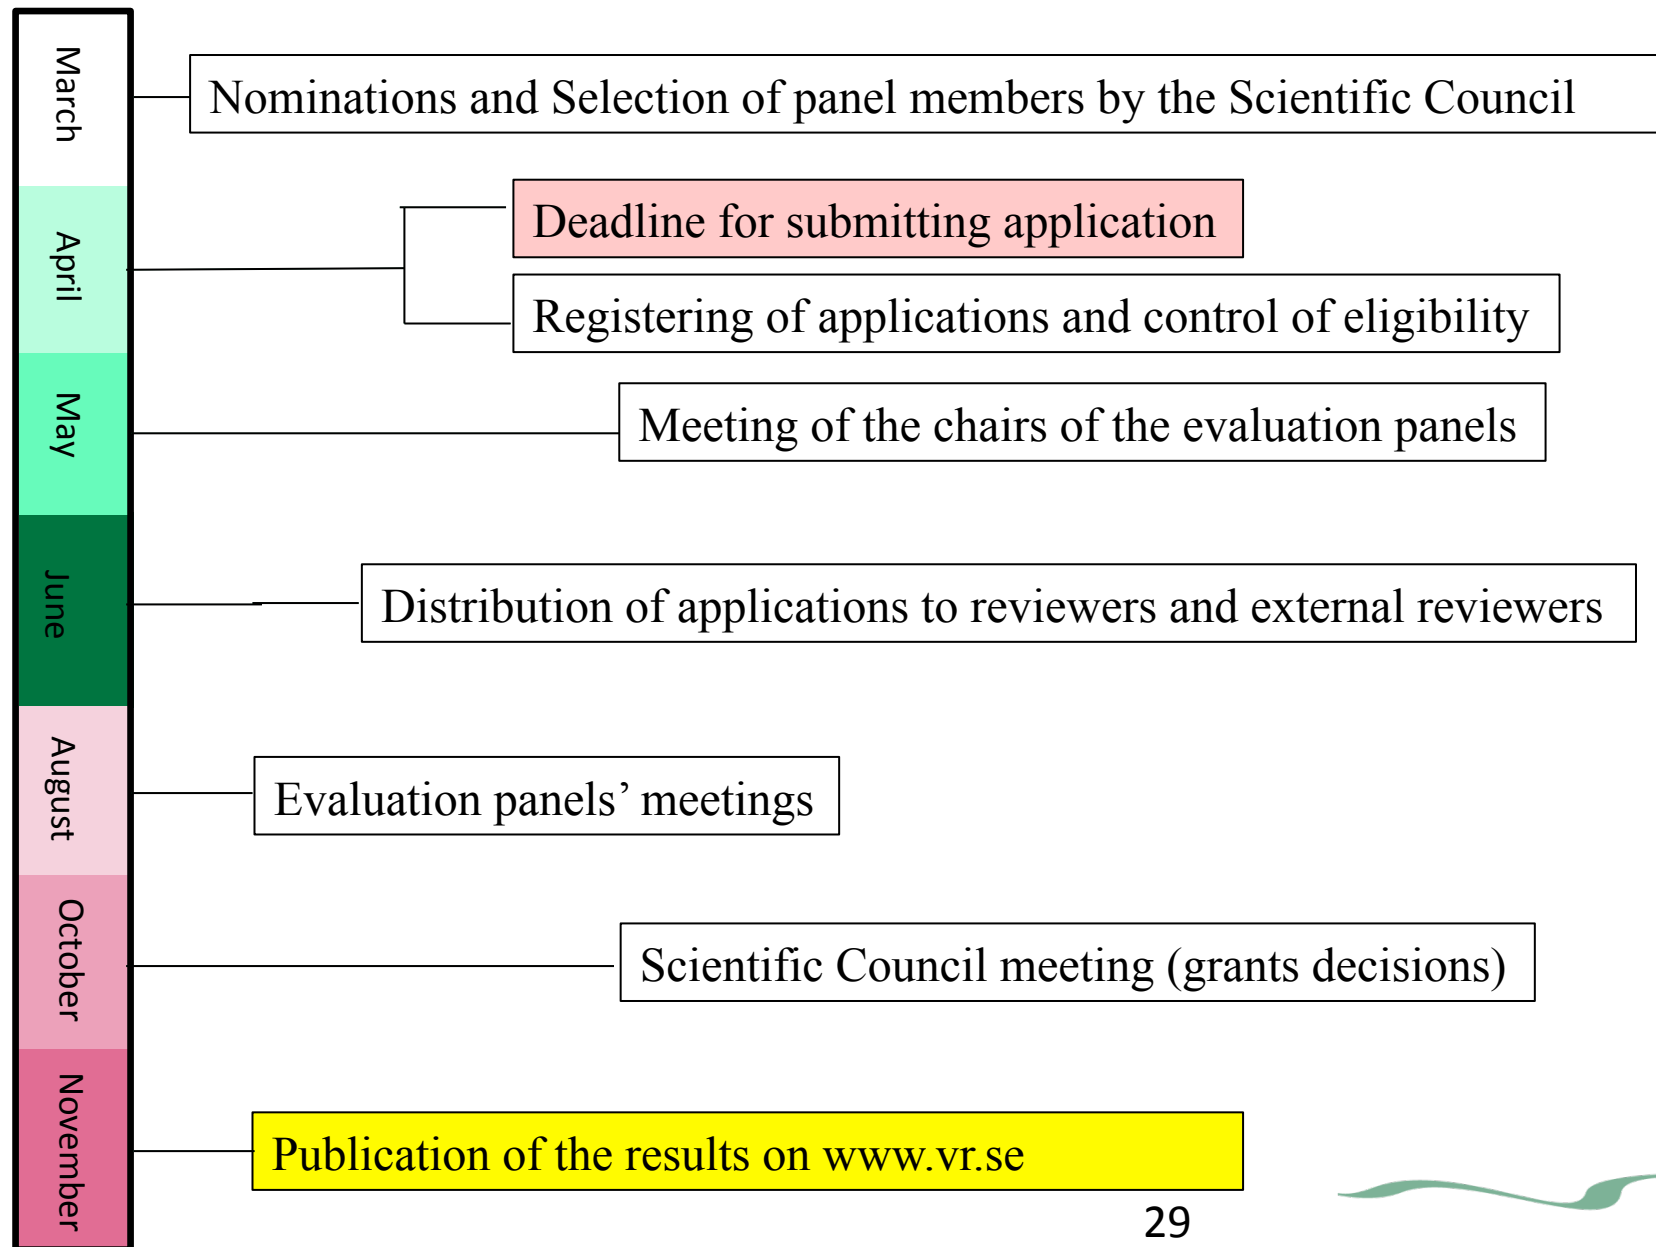 March
Nominations and Selection of panel members by the Scientific Council
April
Deadline for submitting application
Registering of applications and control of eligibility
May
Meeting of the chairs of the evaluation panels
June
Distribution of applications to reviewers and external reviewers
August
Evaluation panels’ meetings
October
Scientific Council meeting (grants decisions)
November
Publication of the results on www.vr.se
29